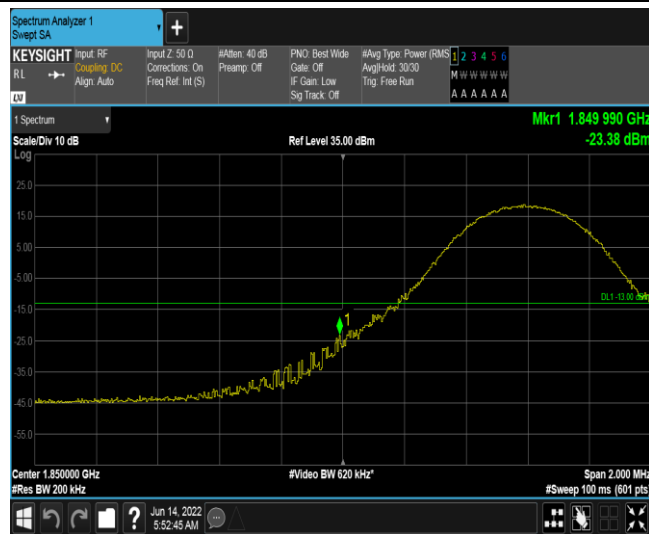 Spectrum Analyzer 1
Swept SA
+
KEYSIGHT
RL
Input: RF
Coupling: DC
Align: Auto
Input Z: 50 Ω
Corrections: On
Freq Ref: Int (S)
#Atten: 40 dB
Preamp: Off
PNO: Best Wide
Gate: Off
IF Gain: Low
Sig Track: Off
#Avg Type: Power (RMS
Avg|Hold: 30/30
Trig: Free Run
1 2 3 4 5 6
M W W W W W
A A A A A A
1 Spectrum
Mkr1 1.849 990 GHz
-23.38 dBm
Scale/Div 10 dB
Ref Level 35.00 dBm
Log
25.0
15.0
5.00
-5.00
DL1 -13.00 dBm
-15.0
1
-25.0
-35.0
-45.0
-55.0
Center 1.850000 GHz
#Video BW 620 kHz*
Span 2.000 MHz
#Res BW 200 kHz
#Sweep 100 ms (601 pts)
?
Jun 14, 2022
5:52:45 AM